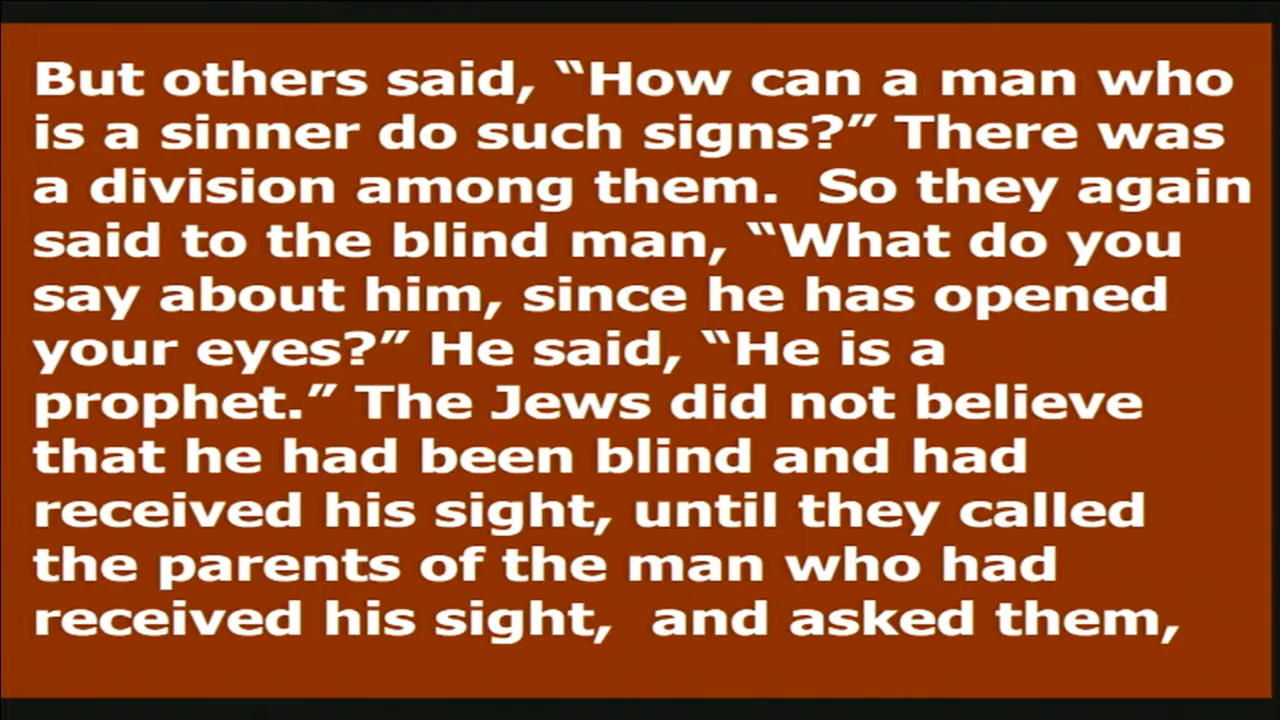 But others said, “How can a man who
is a sinner do such signs?” There was
a division among them.  So they again
said to the blind man, “What do you
say about him, since he has opened
your eyes?” He said, “He is a
prophet.” The Jews did not believe
that he had been blind and had
received his sight, until they called
the parents of the man who had
received his sight,  and asked them,